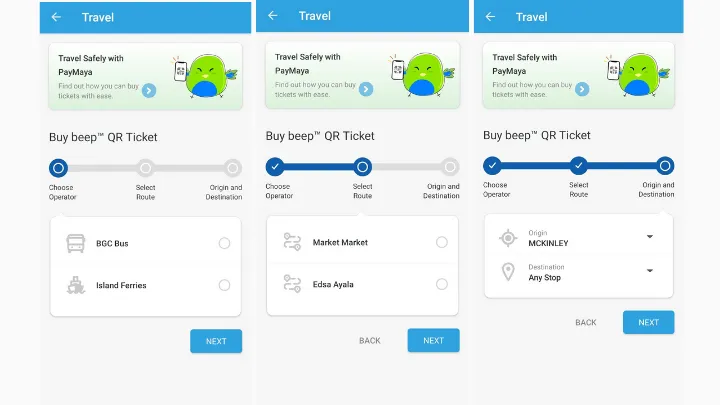 Travel
Travel Safely with
PayMaya
Find out how you can buy
tickets with ease.
Buy beep™ QR Ticket
Choose
Operator
Select
Route
Origin and
Destination
BGC Bus
Island Ferries
NEXT
Travel
Travel Safely with
PayMaya
Find out how you can buy
tickets with ease.
Buy beep™ QR Ticket
Choose
Operator
Select
Route
Origin and
Destination
Market Market
Edsa Ayala
BACK
NEXT
Travel
Travel Safely with
PayMaya
Find out how you can buy
tickets with ease.
Buy beep™ QR Ticket
Choose
Operator
Select
Route
Origin and
Destination
Origin
MCKINLEY
Destination
Any Stop
BACK
NEXT